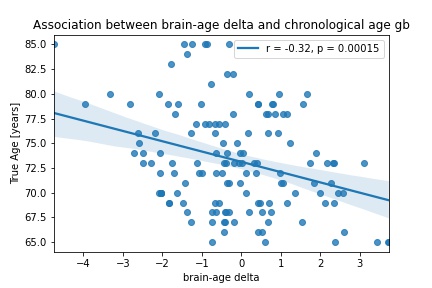 Association between brain-age delta and chronological age gb
r = -0.32, p = 0.00015
True Age [years]
85.0
82.5
80.0
77.5
75.0
72.5
70.0
67.5
65.0
−4 −3 −2 −1 0 1 2 3
brain-age delta